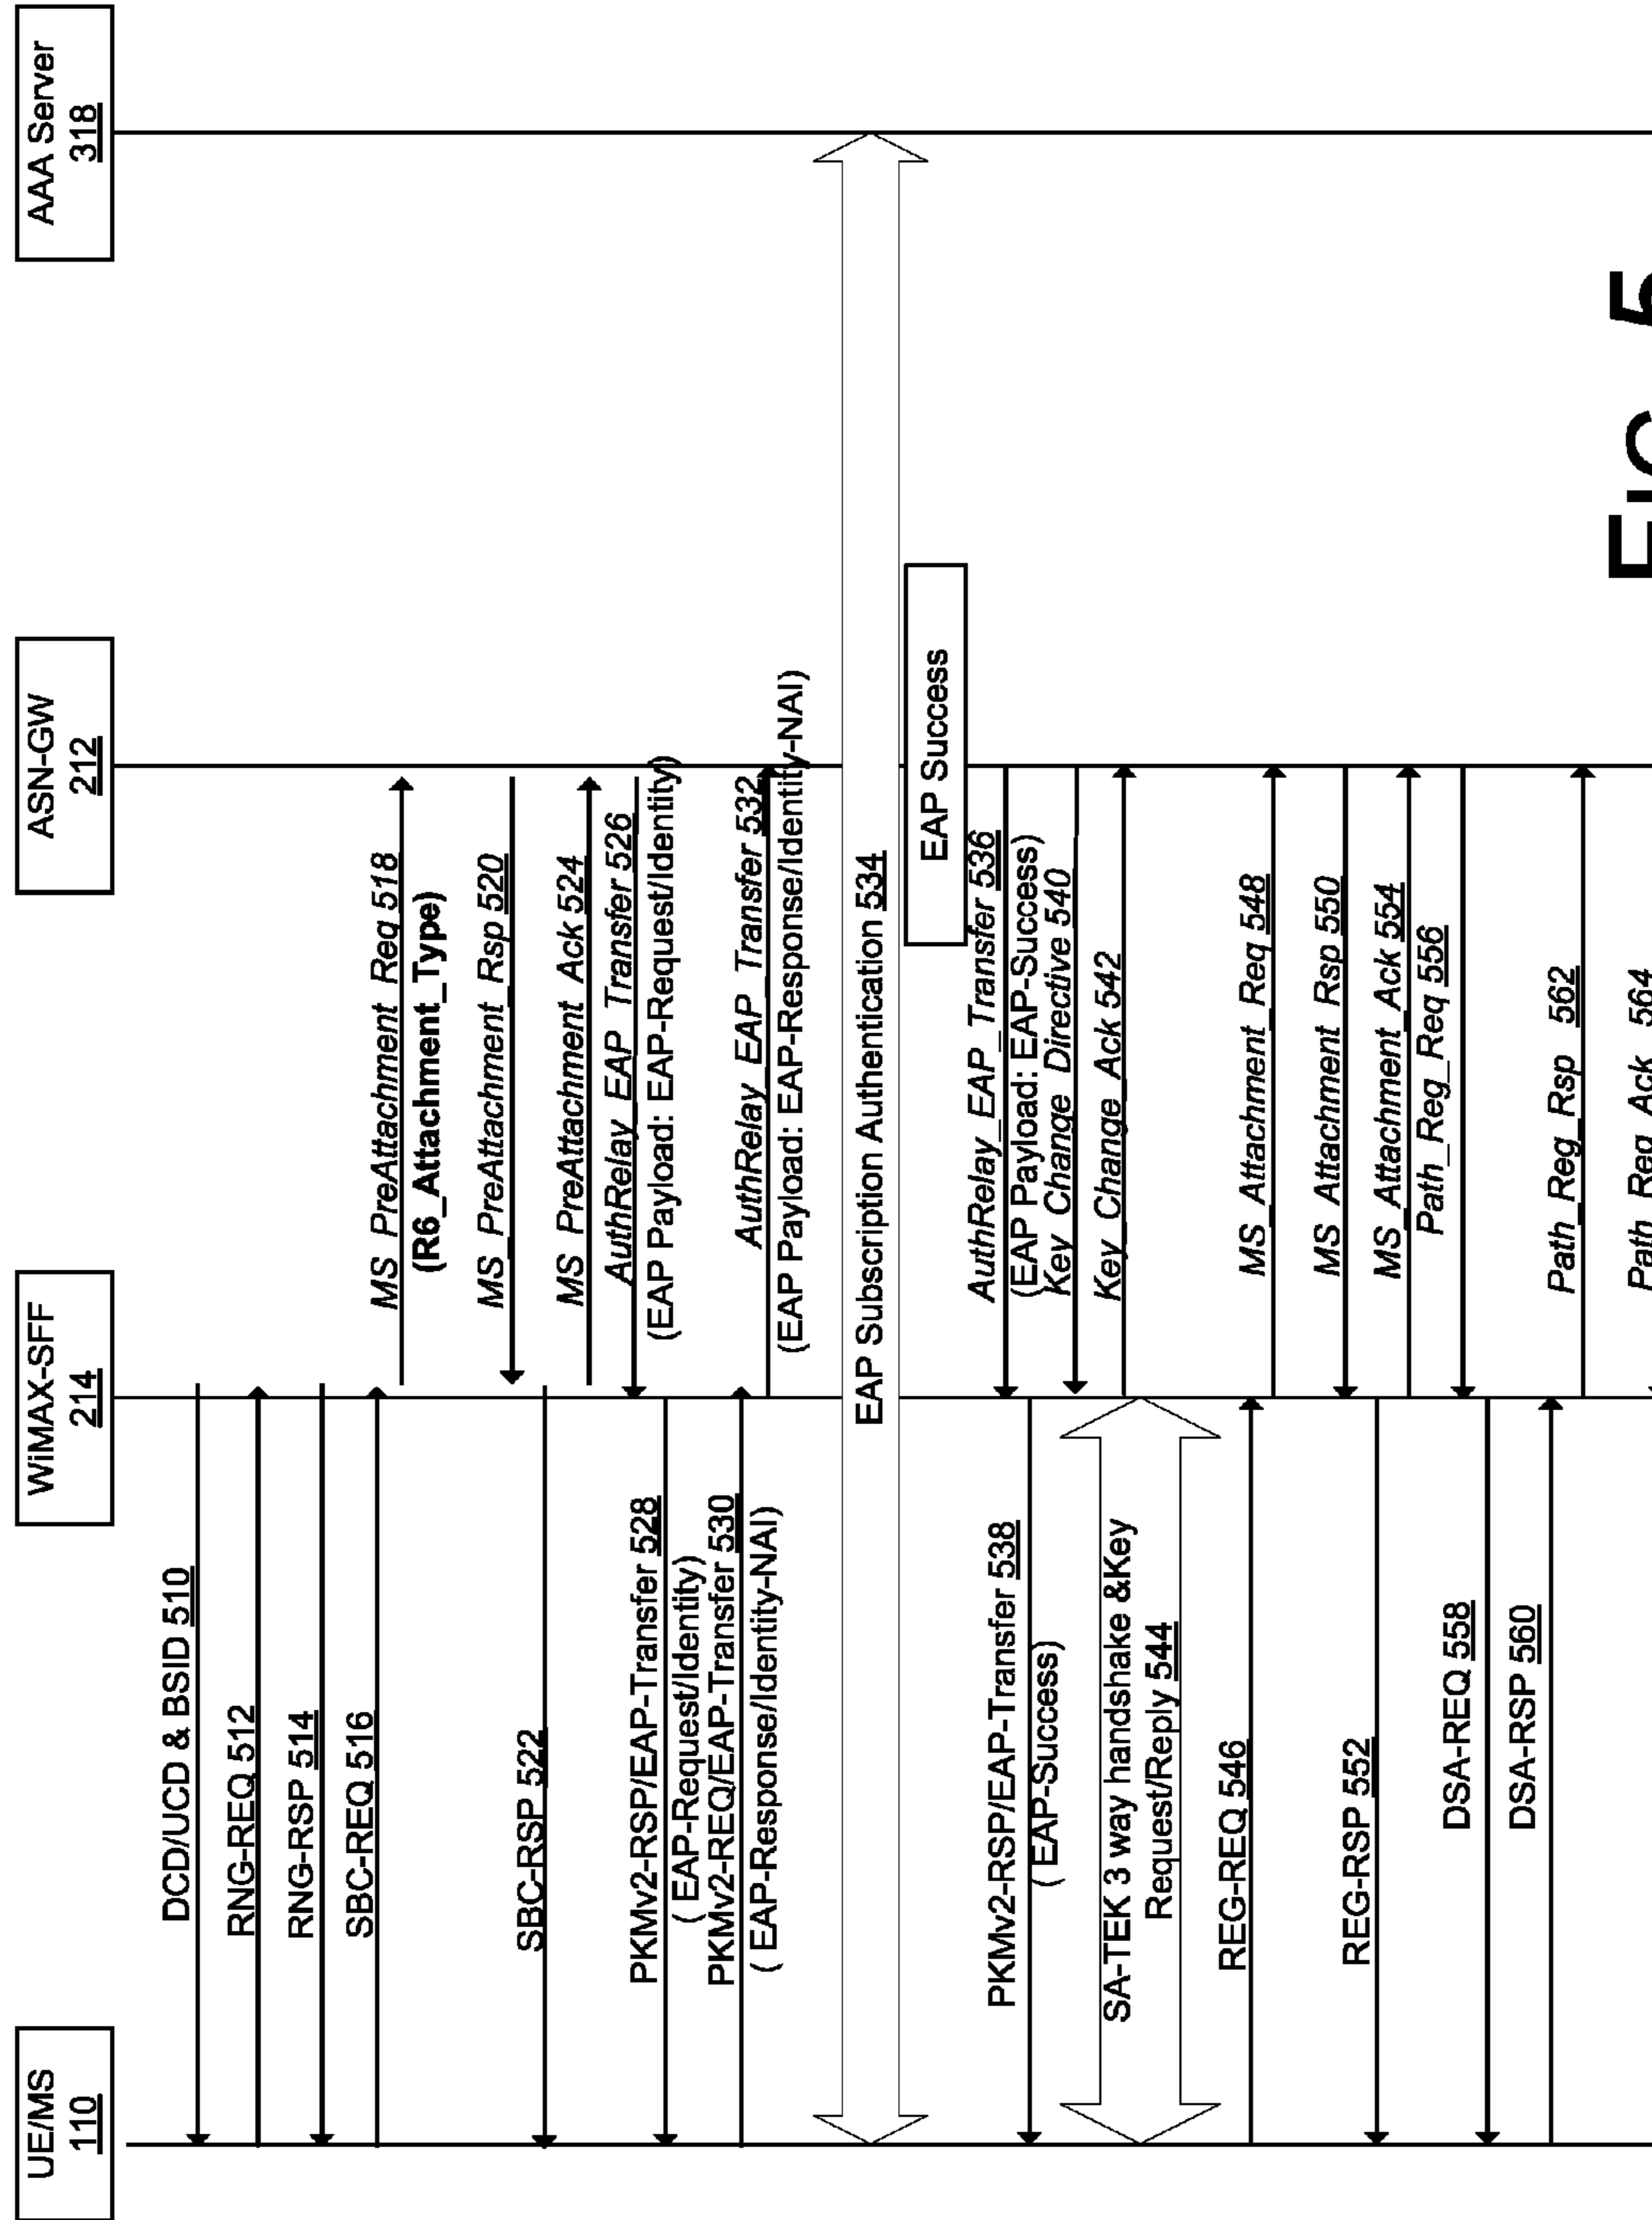 UE/MS
110
WiMAX-SFF
214
ASN-GW
212
AAA Server
318
DCD/UCD & BSID 510
RNG-REQ 512
RNG-RSP 514
SBC-REQ 516
MS_PreAttachment_Req 518
(R6_Attachment_Type)
MS_PreAttachment_Rsp 520
SBC-RSP 522
MS_PreAttachment_Ack 524
AuthRelay_EAP_Transfer 526
(EAP Payload: EAP-Request/Identity)
PKMv2-RSP/EAP-Transfer 528
( EAP-Request/Identity)
PKMv2-REQ/EAP-Transfer 530
( EAP-Response/Identity-NAI)
AuthRelay_EAP_Transfer 532
(EAP Payload: EAP-Response/Identity-NAI)
EAP Subscription Authentication 534
EAP Success
AuthRelay_EAP_Transfer 536
(EAP Payload: EAP-Success)
PKMv2-RSP/EAP-Transfer 538
( EAP-Success)
Key_Change_Directive 540
Key_Change_Ack 542
SA-TEK 3 way handshake &Key
Request/Reply 544
REG-REQ 546
MS_Attachment_Req 548
MS_Attachment_Rsp 550
REG-RSP 552
MS_Attachment_Ack 554
Path_Reg_Req 556
DSA-REQ 558
DSA-RSP 560
Path_Reg_Rsp 562
Path_Reg_Ack 564
FIG. 5